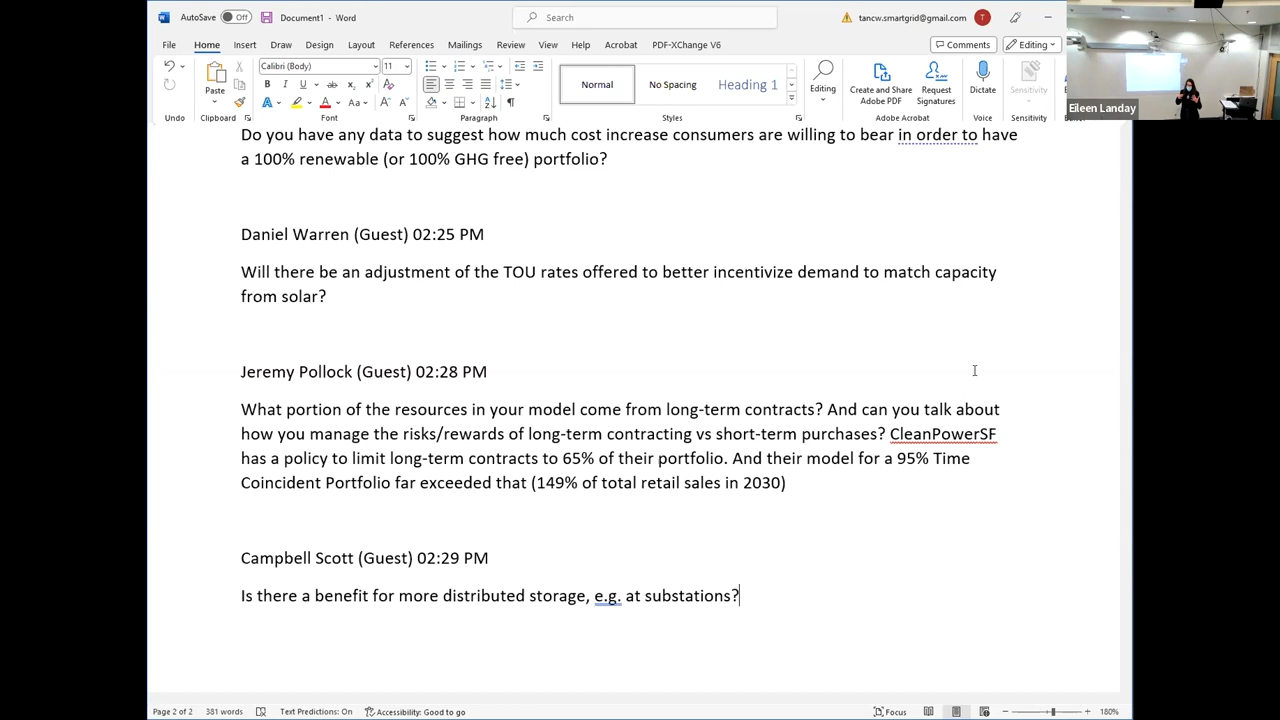 AutoSave Off Document1 - Word Search tancw.smartgrid@gmail.com T
File Home Insert Draw Design Layout References Mailings Review View Help Acrobat PDF-XChange V6 Comments Editing
Calibri (Body) 11
Paste B I U ab x₂ x² A Aa A A Normal No Spacing Heading 1 Editing Create and Share Adobe PDF Request Signatures Dictate Sensitivity
Undo Clipboard Font Paragraph Styles Adobe Acrobat Voice Sensitivity
Eileen Landay
Do you have any data to suggest how much cost increase consumers are willing to bear in order to have
a 100% renewable (or 100% GHG free) portfolio?
Daniel Warren (Guest) 02:25 PM
Will there be an adjustment of the TOU rates offered to better incentivize demand to match capacity
from solar?
Jeremy Pollock (Guest) 02:28 PM
What portion of the resources in your model come from long-term contracts? And can you talk about
how you manage the risks/rewards of long-term contracting vs short-term purchases? CleanPowerSF
has a policy to limit long-term contracts to 65% of their portfolio. And their model for a 95% Time
Coincident Portfolio far exceeded that (149% of total retail sales in 2030)
Campbell Scott (Guest) 02:29 PM
Is there a benefit for more distributed storage, e.g. at substations?
Page 2 of 2 381 words Text Predictions: On Accessibility: Good to go Focus 180%